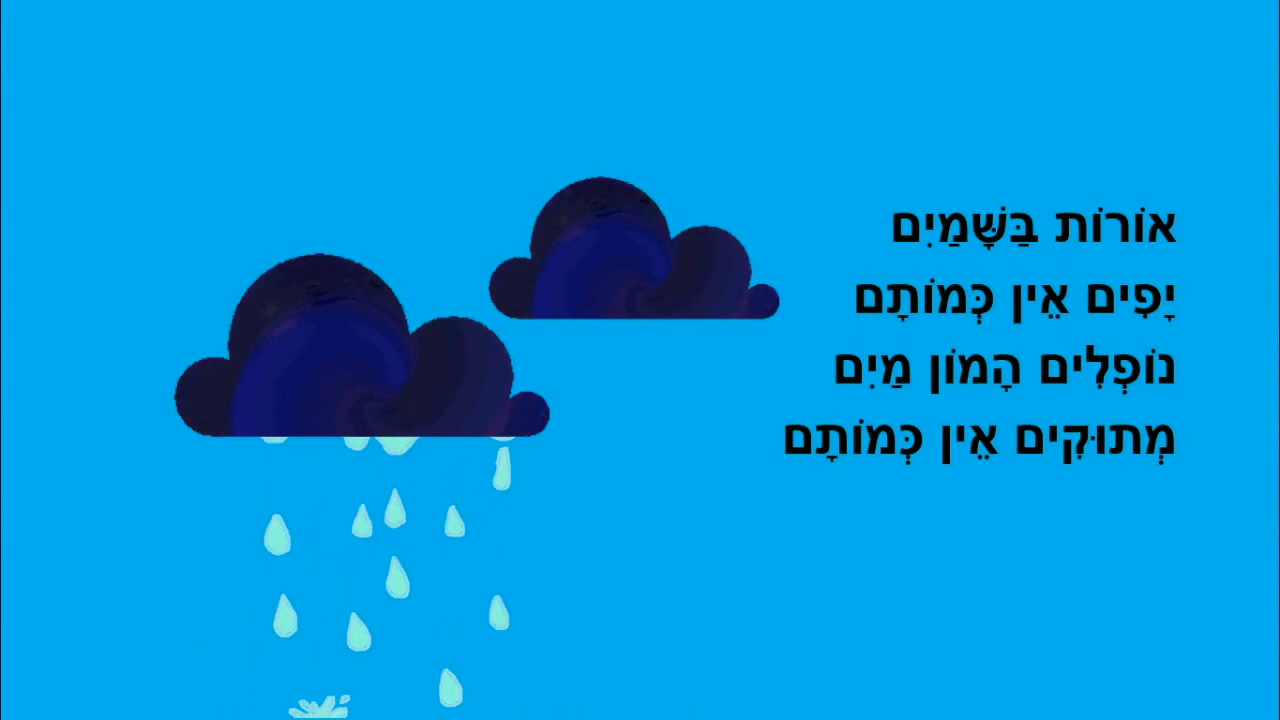 אוֹרוֹת בַּשָּׁמַיִם
יָפִים אֵין כְּמוֹתָם
נוֹפְלִים הָמוֹן מַיִם
מְתוּקִים אֵין כְּמוֹתָם